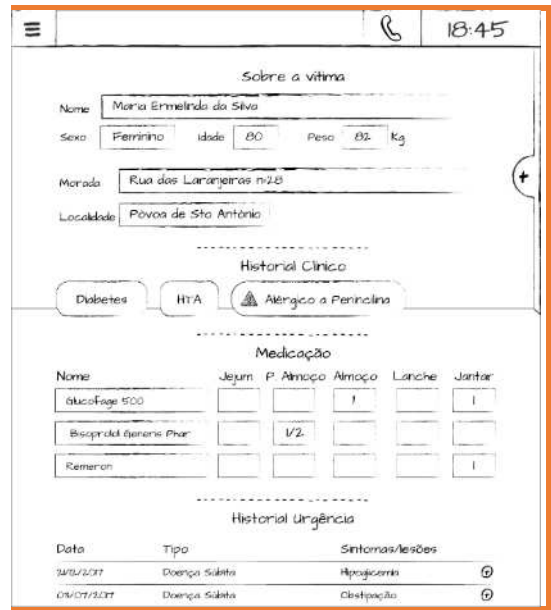 18:45
Sobre a vítima
Nome Maria Ermelinda da Silva
Sexo Feminino Idade 80 Peso 82 Kg
Morada Rua das Laranjeiras nº28
Localidade Póvoa de Sto António
Historial Clínico
Diabetes HTA Alérgico a Penincilina
Medicação
Nome Jejum P. Almoço Almoço Lanche Jantar
Glucofage 500 1 1
Bisoprolol Generis Phar 1/2
Remeron 1
Historial Urgência
Data Tipo Sintomas/lesões
Doença Súbita Hipoglicemia
Doença Súbita Obstipação